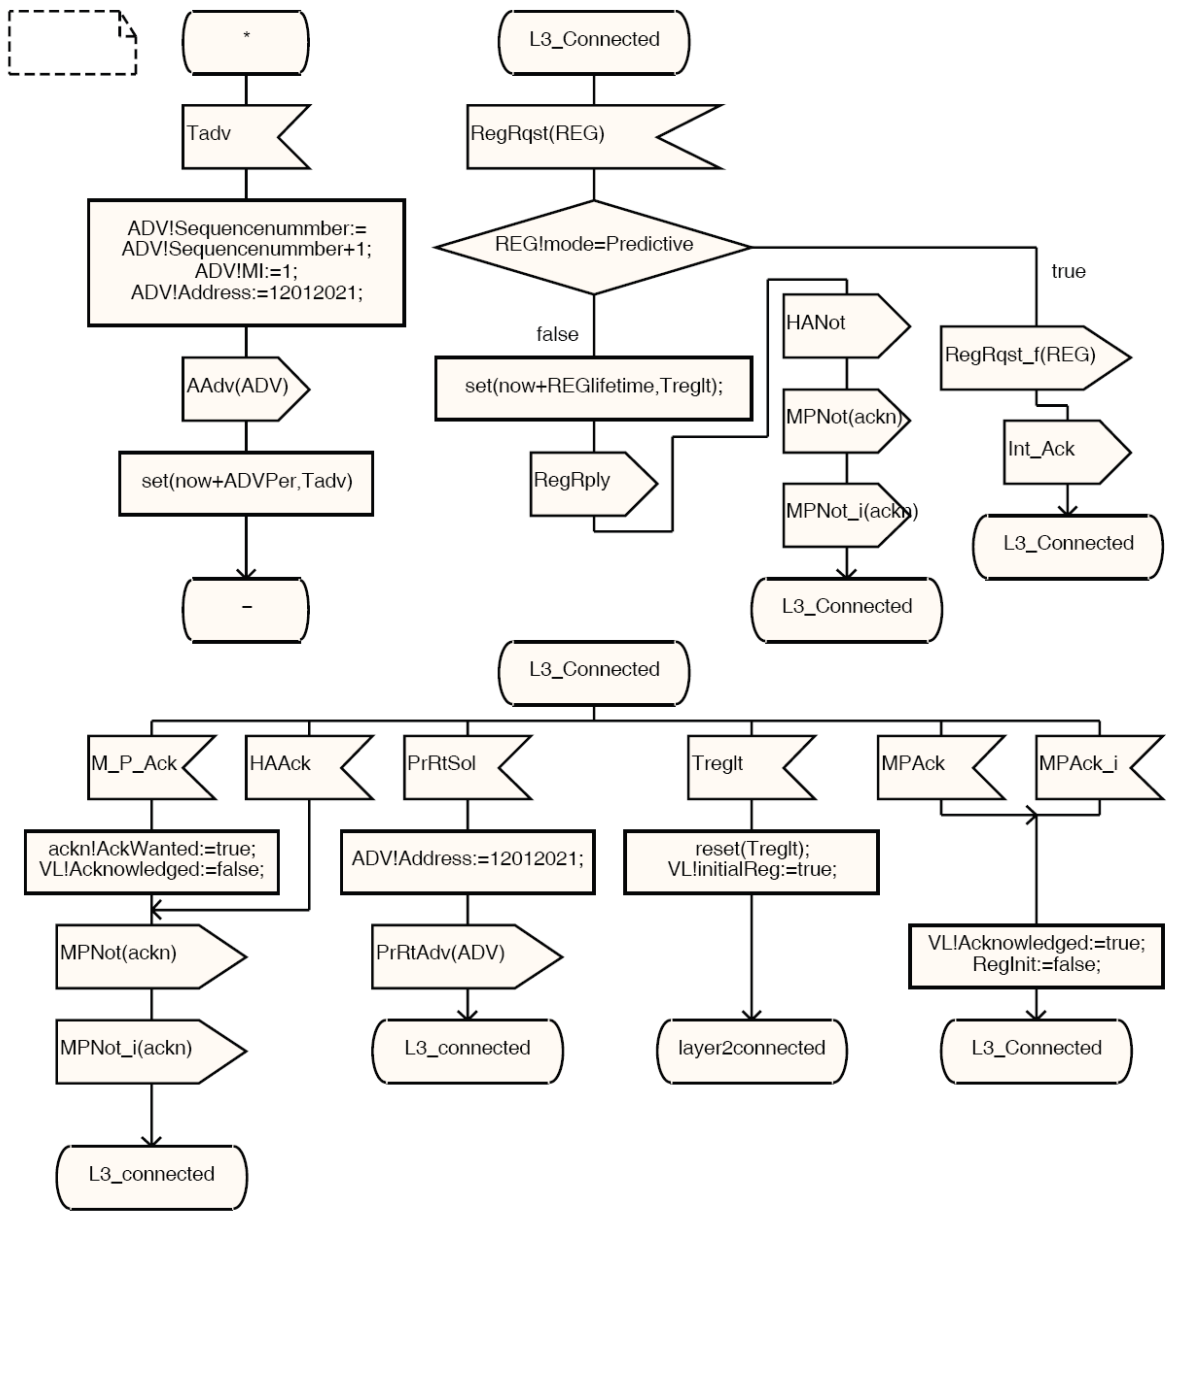 *
Tadv
ADV!Sequencenummber:=
ADV!Sequencenummber+1;
ADV!MI:=1;
ADV!Address:=12012021;
AAdv(ADV)
set(now+ADVPer,Tadv)
–
L3_Connected
RegRqst(REG)
REG!mode=Predictive
false
true
set(now+REGlifetime,Treglt);
RegRply
HANot
MPNot(ackn)
MPNot_i(ackn)
L3_Connected
RegRqst_f(REG)
Int_Ack
L3_Connected
L3_Connected
M_P_Ack
ackn!AckWanted:=true;
VL!Acknowledged:=false;
HAAck
MPNot(ackn)
MPNot_i(ackn)
L3_connected
PrRtSol
ADV!Address:=12012021;
PrRtAdv(ADV)
L3_connected
Treglt
reset(Treglt);
VL!initialReg:=true;
layer2connected
MPAck
MPAck_i
VL!Acknowledged:=true;
RegInit:=false;
L3_Connected